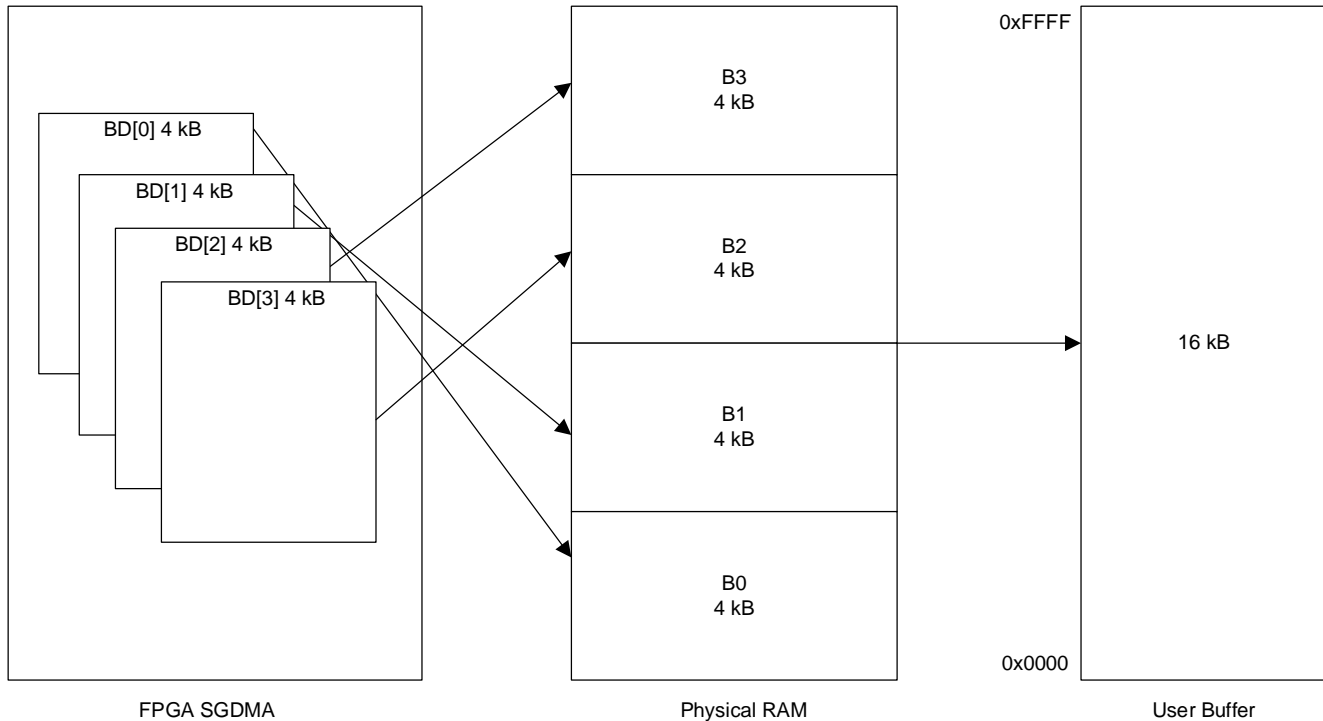 BD[0] 4 kB
BD[1] 4 kB
BD[2] 4 kB
BD[3] 4 kB
FPGA SGDMA
B3
4 kB
B2
4 kB
B1
4 kB
B0
4 kB
Physical RAM
0xFFFF
16 kB
0x0000
User Buffer